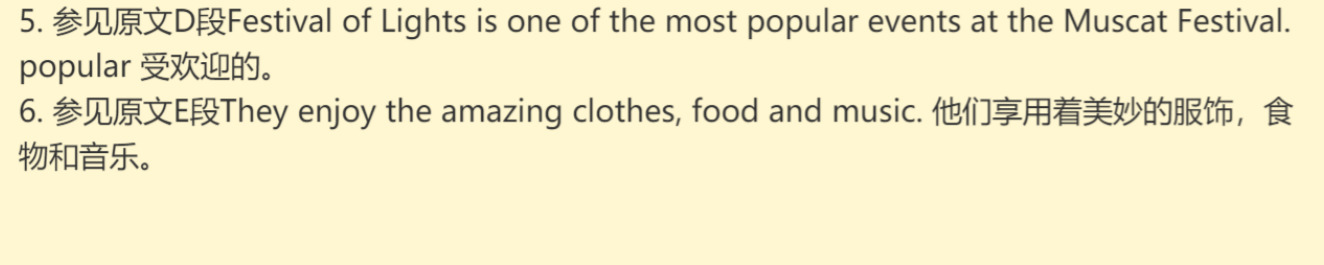 5. 参见原文D段Festival of Lights is one of the most popular events at the Muscat Festival.
popular 受欢迎的。
6. 参见原文E段They enjoy the amazing clothes, food and music. 他们享用着美妙的服饰，食
物和音乐。